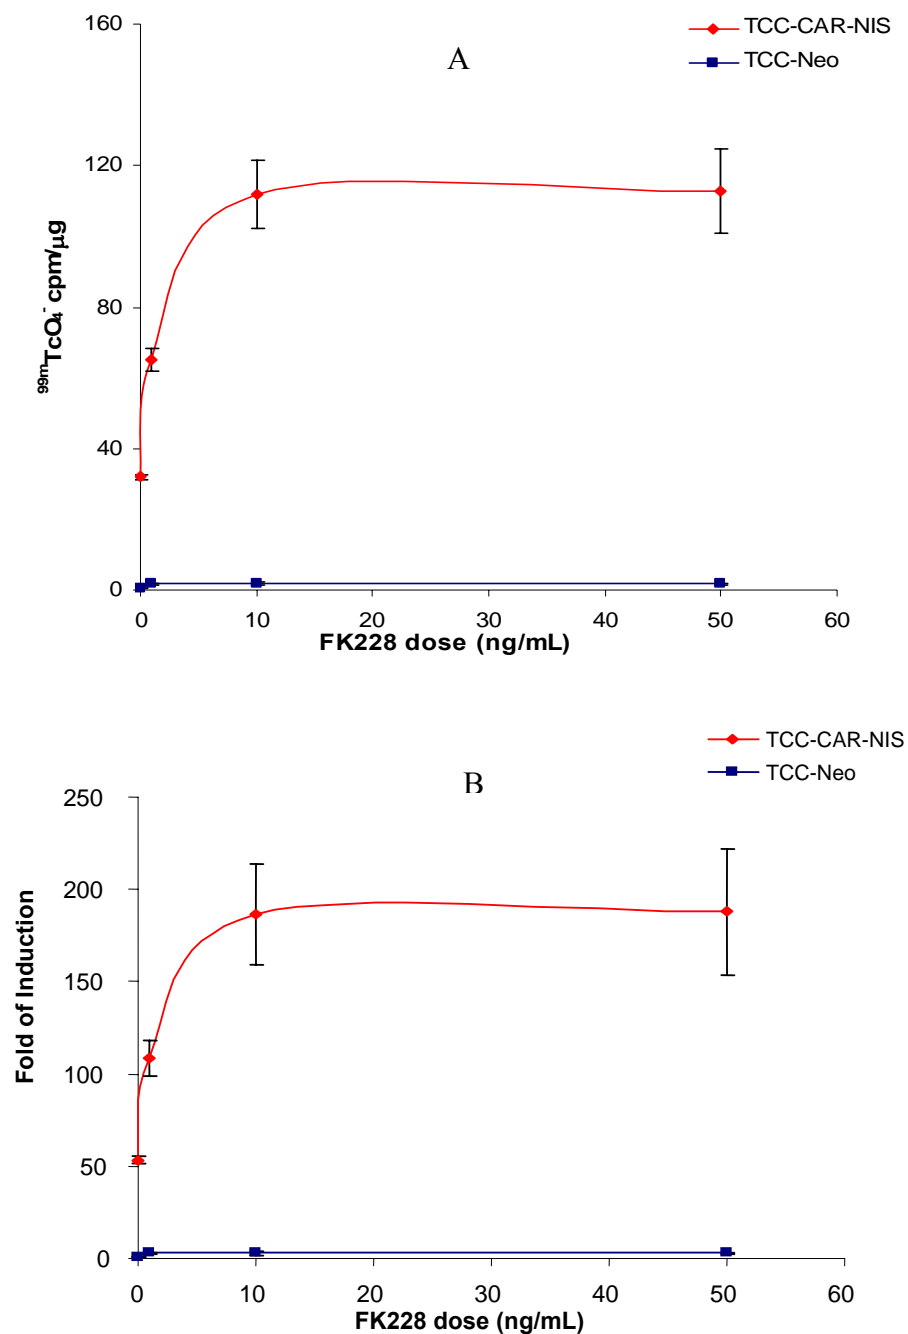 160
TCC-CAR-NIS
A
TCC-Neo
120
⁹⁹ᵐTcO₄⁻ cpm/µg
80
40
0
0 10 20 30 40 50 60
FK228 dose (ng/mL)
TCC-CAR-NIS
TCC-Neo
B
250
200
Fold of Induction
150
100
50
0
0 10 20 30 40 50 60
FK228 dose (ng/mL)